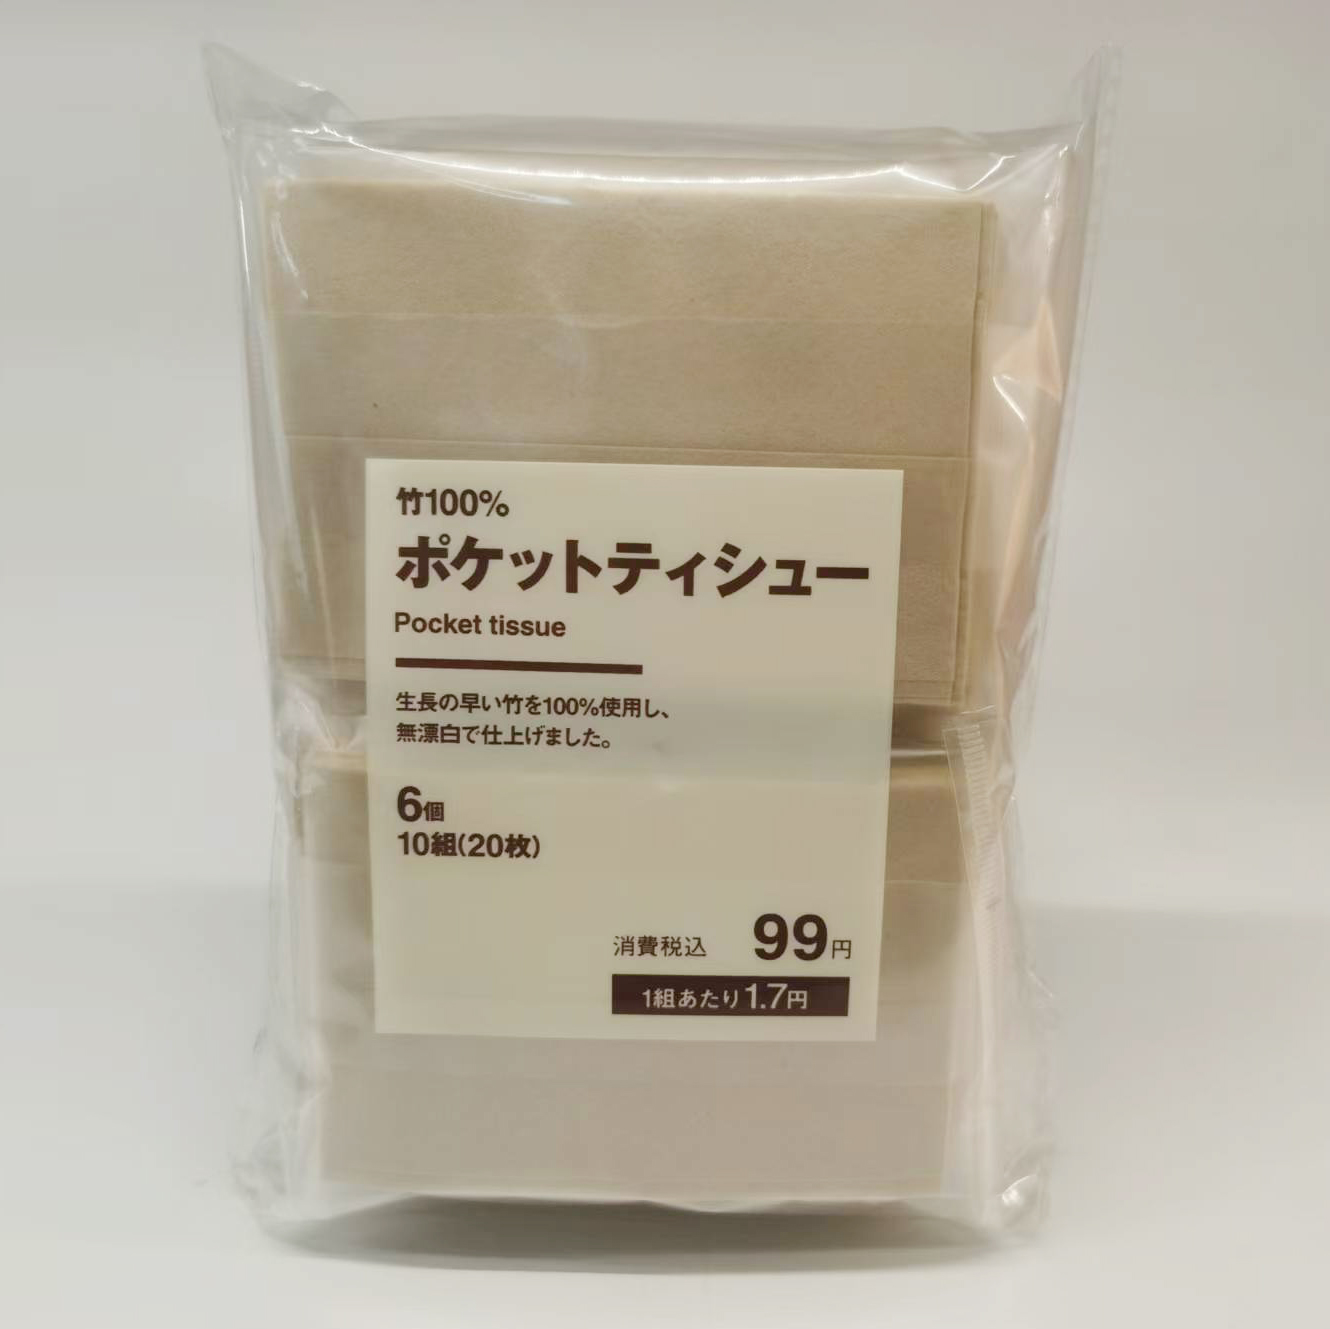 竹100%
ポケットティシュー
Pocket tissue
生長の早い竹を100%使用し、
無漂白で仕上げました。
6個
10組(20枚)
消費税込 99円
1組あたり1.7円